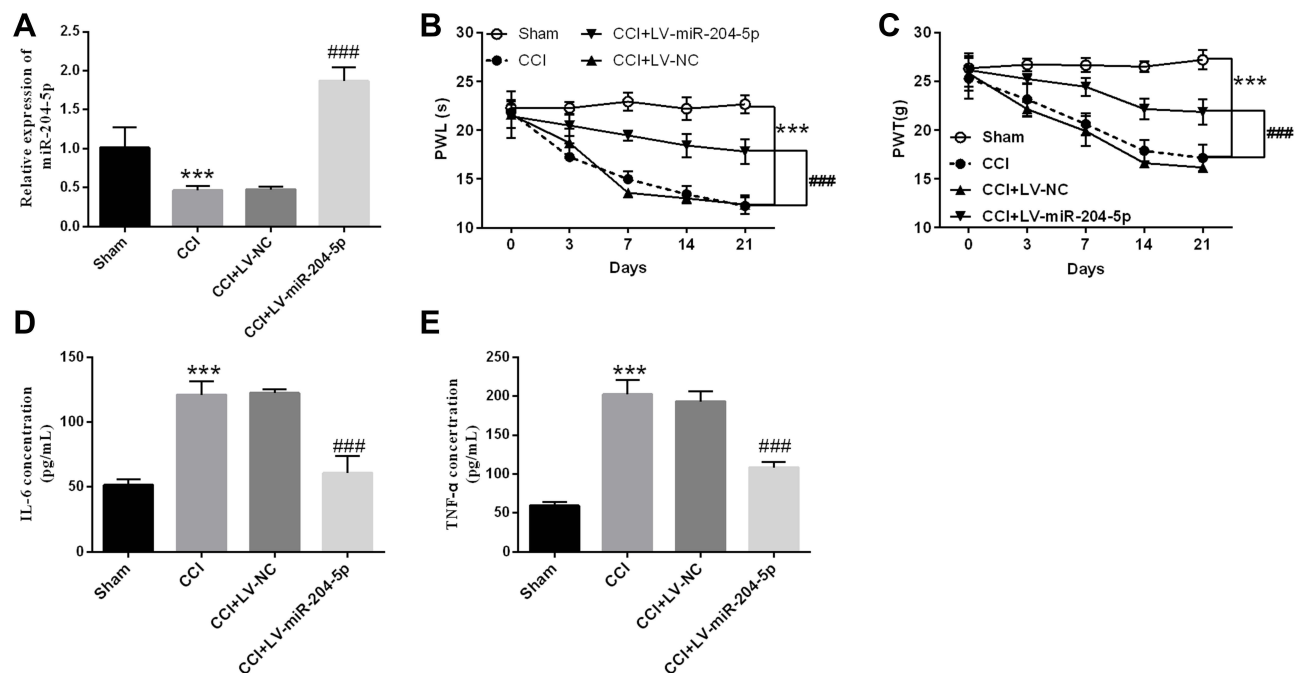 A
Relative expression of
miR-204-5p
2.5
2.0
1.5
1.0
0.5
0.0
***
###
Sham
CCI
CCI+LV-NC
CCI+LV-miR-204-5p
B
Sham
CCI
CCI+LV-miR-204-5p
CCI+LV-NC
PWL (s)
30
25
20
15
10
***
###
0 3 7 14 21
Days
C
PWT(g)
30
25
20
15
10
Sham
CCI
CCI+LV-NC
CCI+LV-miR-204-5p
***
###
0 3 7 14 21
Days
D
IL-6 concentration
(pg/mL)
150
100
50
0
***
###
Sham
CCI
CCI+LV-NC
CCI+LV-miR-204-5p
E
TNF-α concertration
(pg/mL)
250
200
150
100
50
0
***
###
Sham
CCI
CCI+LV-NC
CCI+LV-miR-204-5p